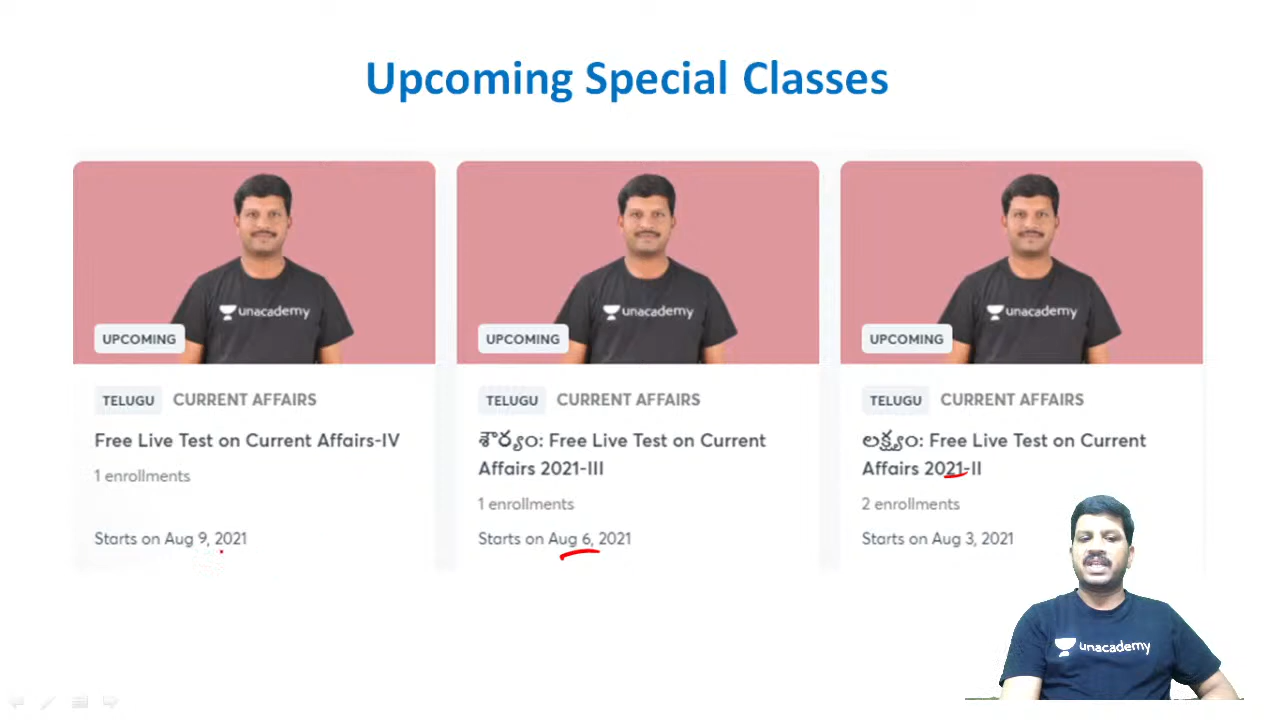 Upcoming Special Classes
unacademy
UPCOMING
TELUGU CURRENT AFFAIRS
Free Live Test on Current Affairs-IV
1 enrollments
Starts on Aug 9, 2021
unacademy
UPCOMING
TELUGU CURRENT AFFAIRS
శౌర్యం: Free Live Test on Current
Affairs 2021-III
1 enrollments
Starts on Aug 6, 2021
unacademy
UPCOMING
TELUGU CURRENT AFFAIRS
లక్ష్యం: Free Live Test on Current
Affairs 2021-II
2 enrollments
Starts on Aug 3, 2021
unacademy